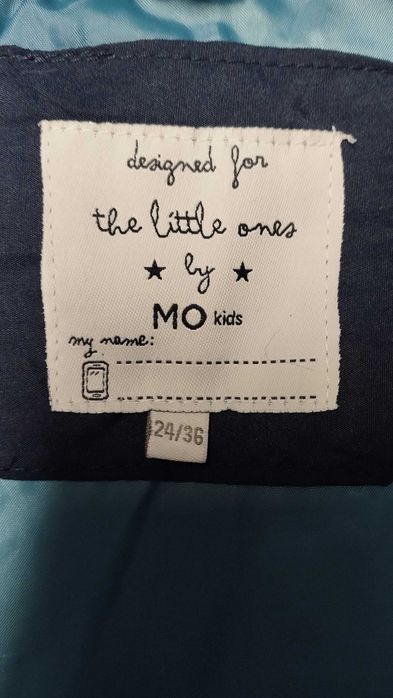 designed for
the little ones
★ by ★
MO kids
my name:
24/36